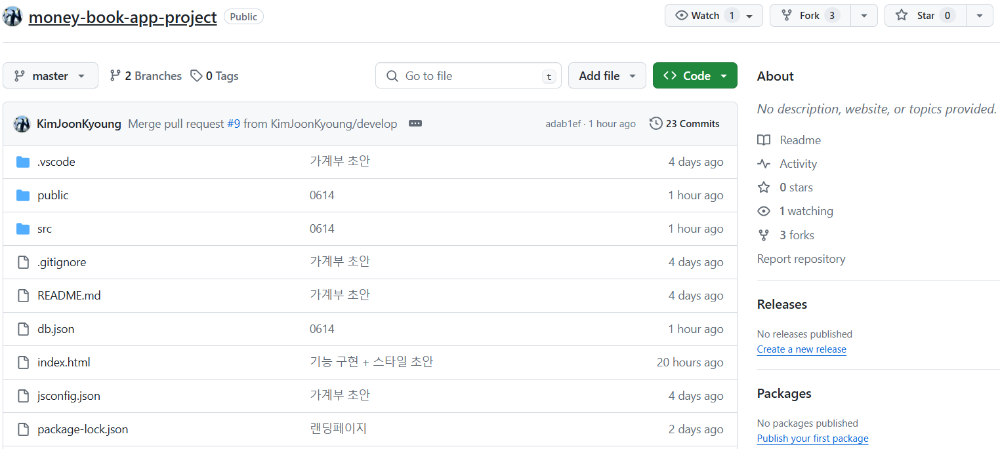 money-book-app-project Public Watch 1 Fork 3 Star 0
master 2 Branches 0 Tags Go to file t Add file Code
KimJoonKyoung Merge pull request #9 from KimJoonKyoung/develop adab1ef · 1 hour ago 23 Commits
.vscode 가계부 초안 4 days ago
public 0614 1 hour ago
src 0614 1 hour ago
.gitignore 가계부 초안 4 days ago
README.md 가계부 초안 4 days ago
db.json 0614 1 hour ago
index.html 기능 구현 + 스타일 초안 20 hours ago
jsconfig.json 가계부 초안 4 days ago
package-lock.json 랜딩페이지 2 days ago
About
No description, website, or topics provided.
Readme
Activity
0 stars
1 watching
3 forks
Report repository
Releases
No releases published
Create a new release
Packages
No packages published
Publish your first package